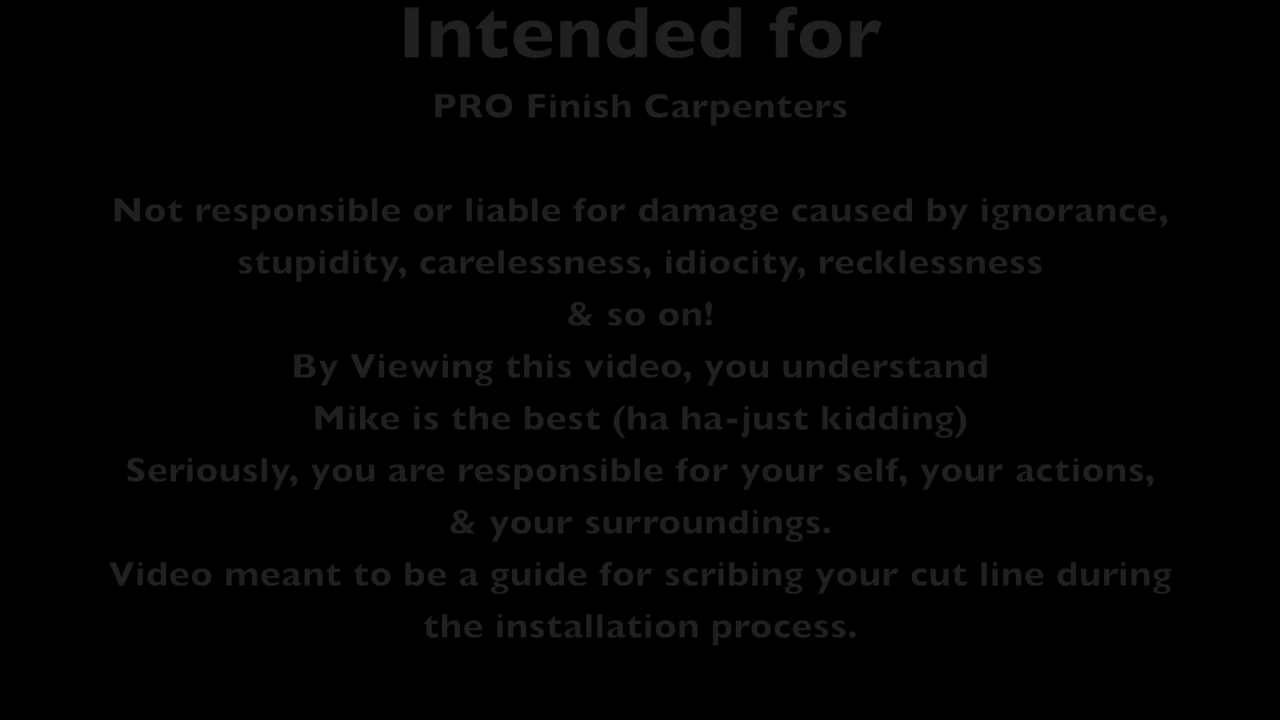 Intended for
PRO Finish Carpenters
Not responsible or liable for damage caused by ignorance,
stupidity, carelessness, idiocity, recklessness
& so on!
By Viewing this video, you understand
Mike is the best (ha ha-just kidding)
Seriously, you are responsible for your self, your actions,
& your surroundings.
Video meant to be a guide for scribing your cut line during
the installation process.